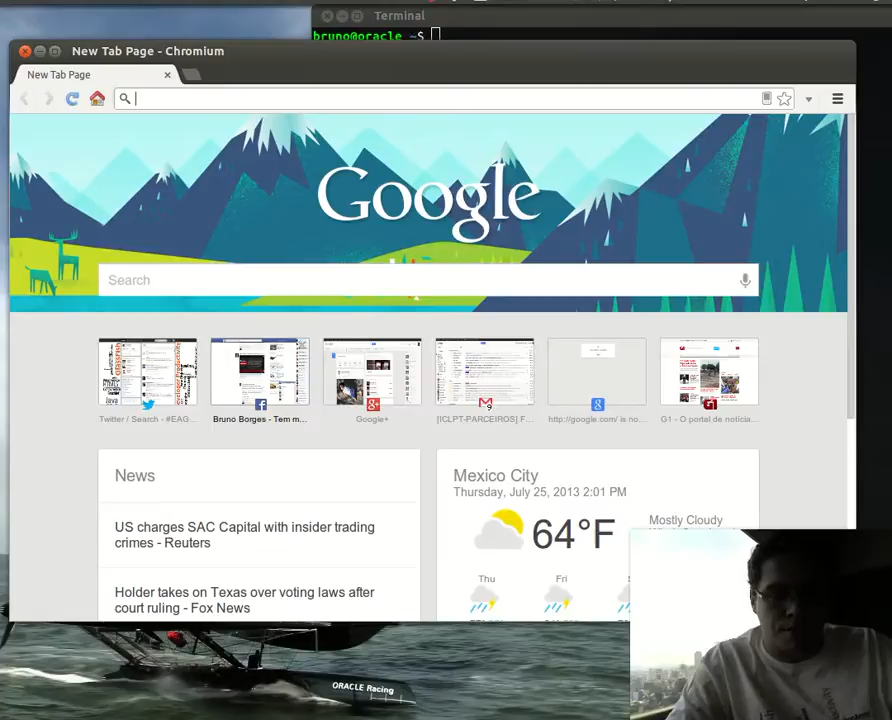 Terminal
bruno@oracle ~$
New Tab Page - Chromium
New Tab Page
Google
Search
Twitter / Search - #EAG...
Bruno Borges - Tem m...
Google+
[ICLPT-PARCEIROS] F...
http://google.com/ is no...
G1 - O portal de notícia...
News
US charges SAC Capital with insider trading
crimes - Reuters
Holder takes on Texas over voting laws after
court ruling - Fox News
Mexico City
Thursday, July 25, 2013 2:01 PM
64°F
Mostly Cloudy
Thu
Fri
ORACLE Racing